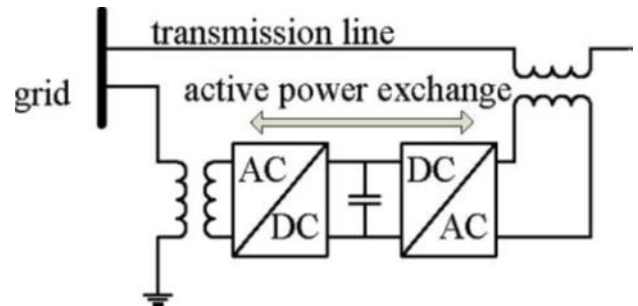 transmission line
grid
active power exchange
AC
DC
DC
AC